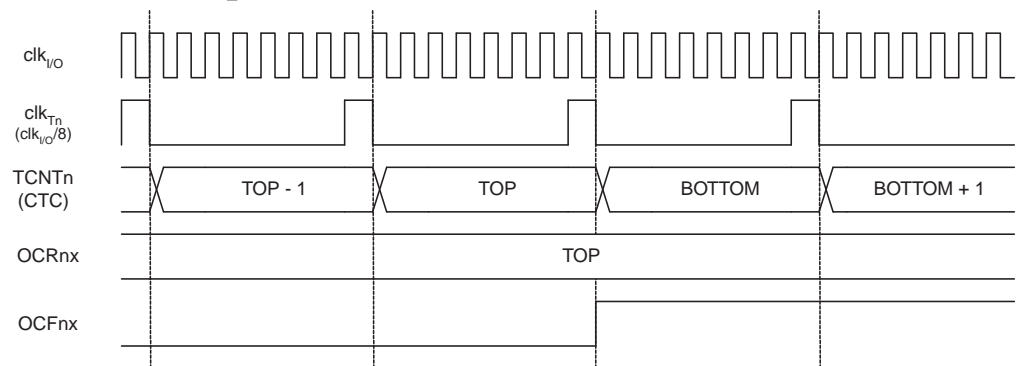 clkI/O
clkTn
(clkI/O/8)
TCNTn
(CTC)
TOP - 1
TOP
BOTTOM
BOTTOM + 1
OCRnx
TOP
OCFnx